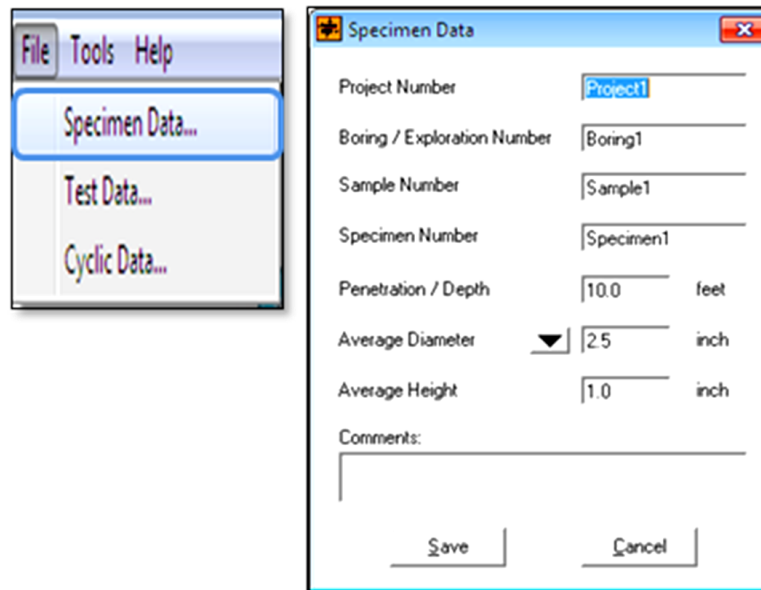 File Tools Help
Specimen Data...
Test Data...
Cyclic Data...
Specimen Data
Project Number Project1
Boring / Exploration Number Boring1
Sample Number Sample1
Specimen Number Specimen1
Penetration / Depth 10.0 feet
Average Diameter 2.5 inch
Average Height 1.0 inch
Comments:
Save Cancel